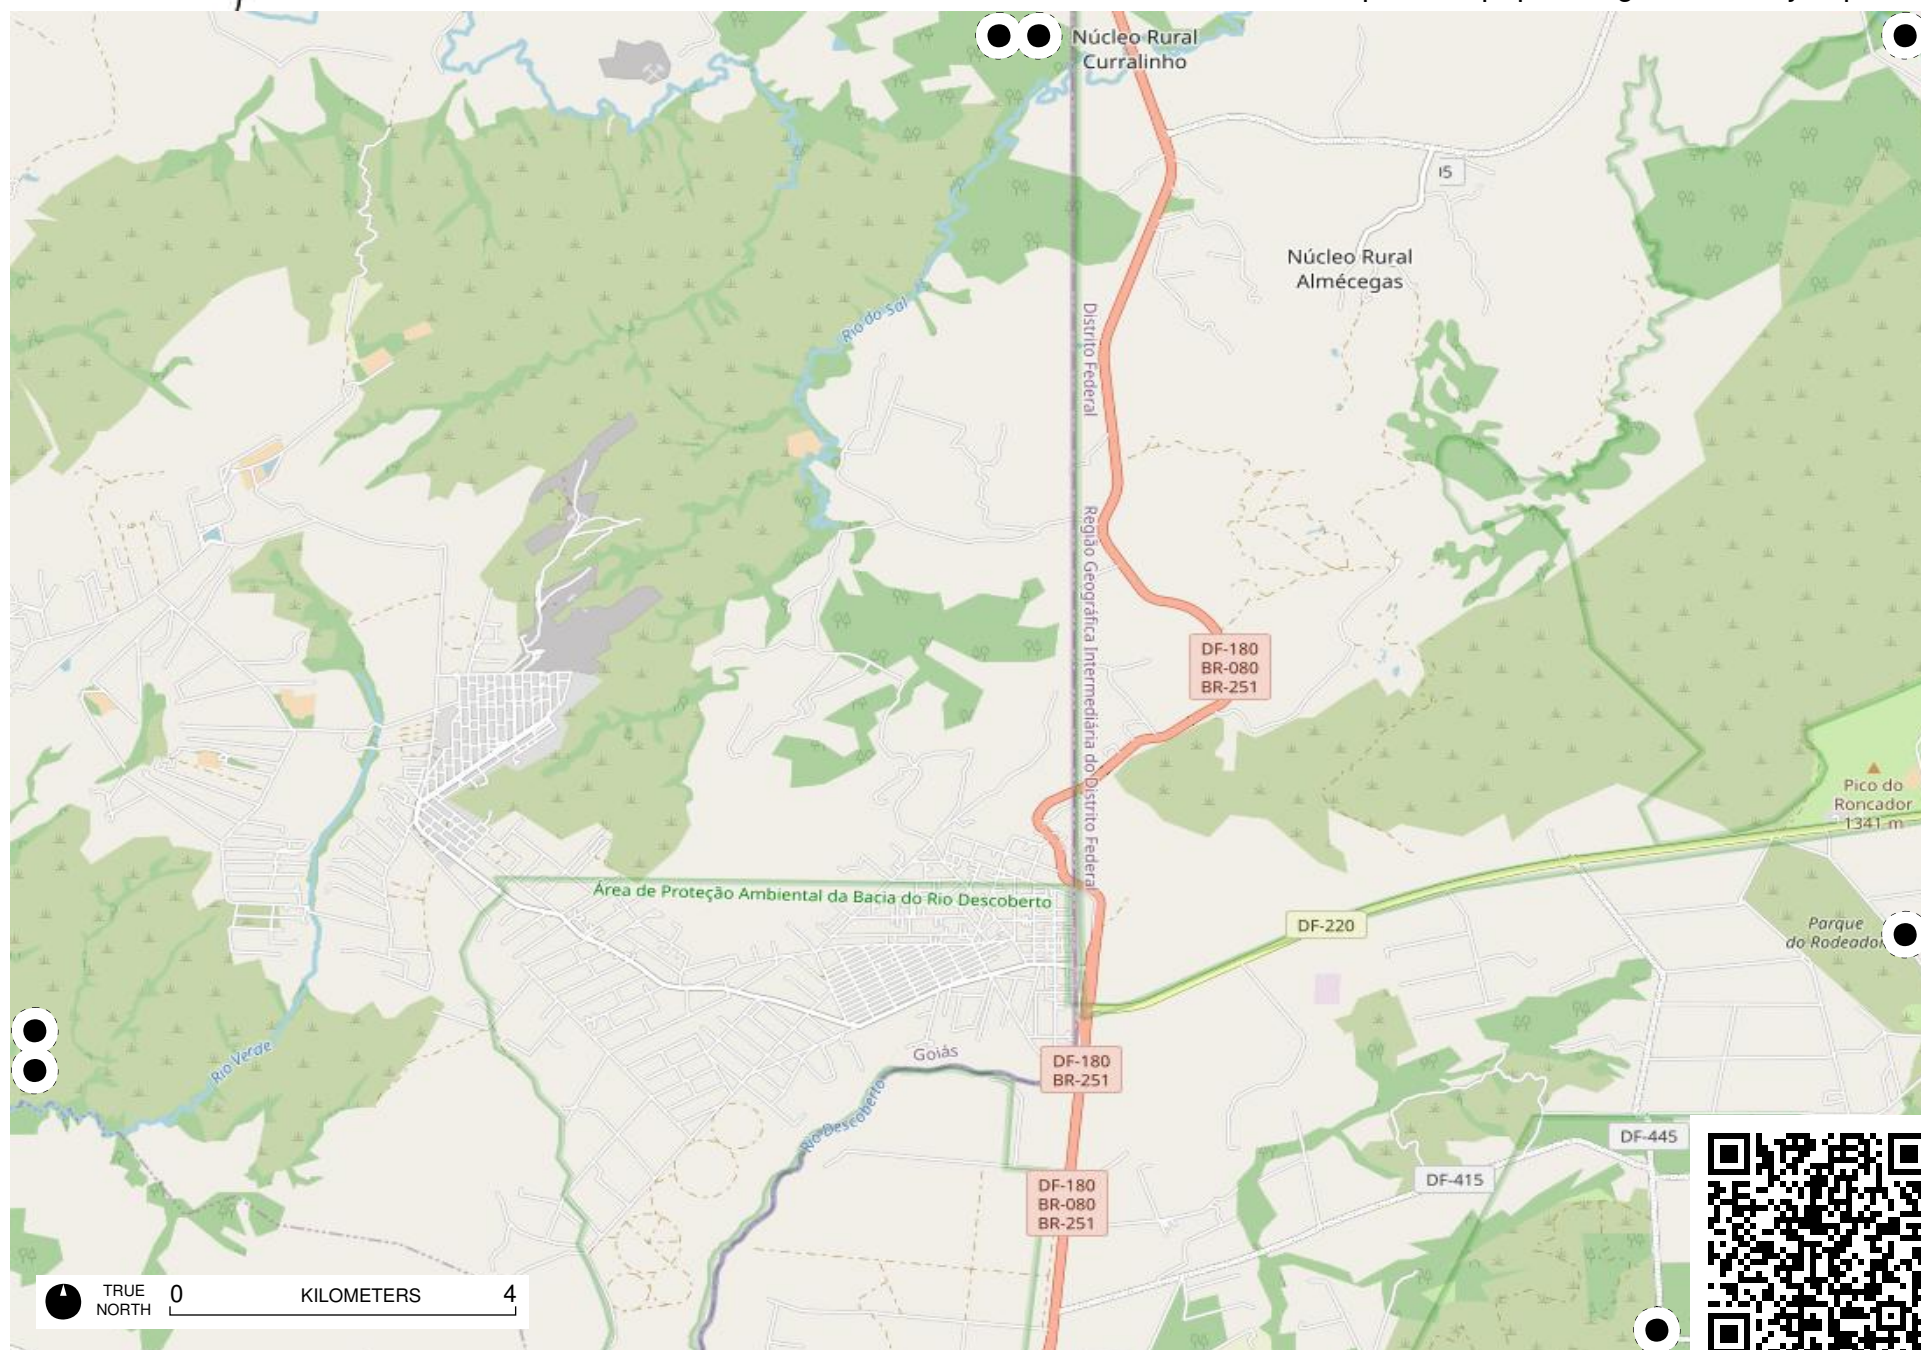 Núcleo Rural
Curralinho
15
Núcleo Rural
Almécegas
Rio do Sal
Distrito Federal
Região Geográfica Intermediária do Distrito Federal
DF-180
BR-080
BR-251
Pico do
Roncador
1341 m
Área de Proteção Ambiental da Bacia do Rio Descoberto
DF-220
Parque
do Rodeador
Rio Verde
Goiás
DF-180
BR-251
Rio Descoberto
DF-445
DF-415
DF-180
BR-080
BR-251
TRUE
NORTH
0 KILOMETERS 4